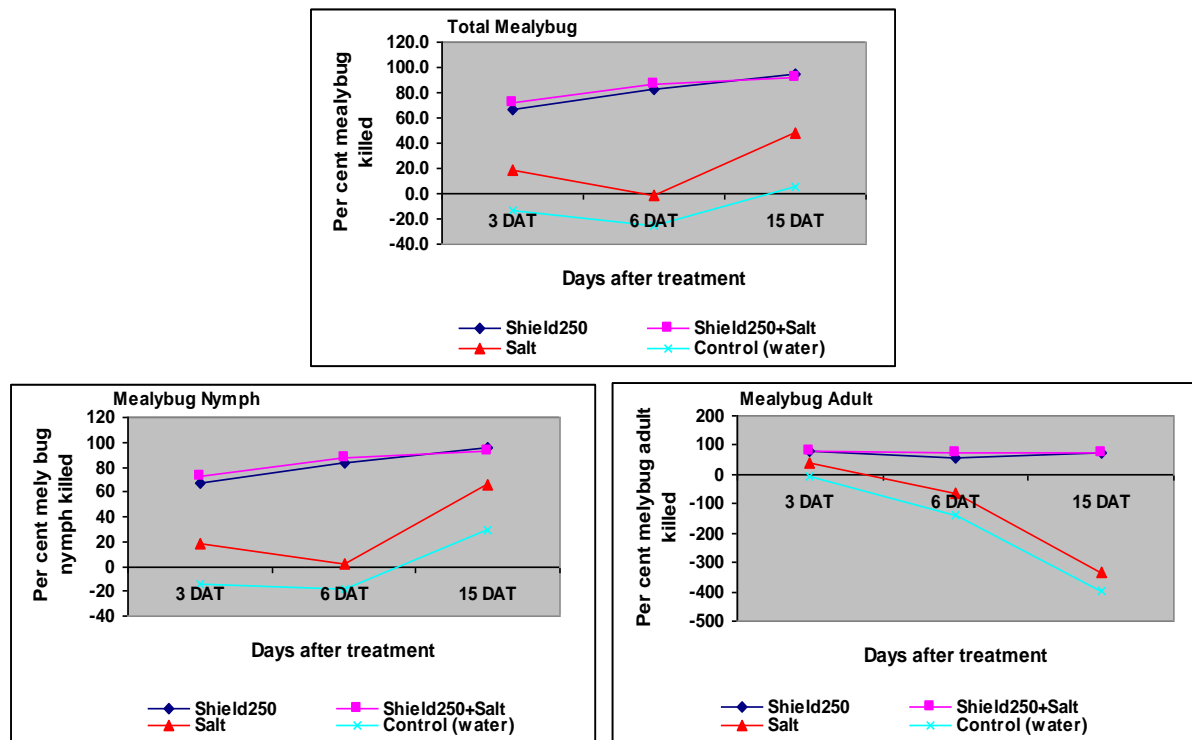 Total Mealybug
120.0
100.0
80.0
60.0
40.0
20.0
0.0
-20.0
-40.0
Per cent mealybug
killed
3 DAT 6 DAT 15 DAT
Days after treatment
Shield250 Shield250+Salt
Salt Control (water)
Mealybug Nymph
120
100
80
60
40
20
0
-20
-40
Per cent mely bug
nymph killed
3 DAT 6 DAT 15 DAT
Days after treatment
Shield250 Shield250+Salt
Salt Control (water)
Mealybug Adult
200
100
0
-100
-200
-300
-400
-500
Per cent melybug adult
killed
3 DAT 6 DAT 15 DAT
Days after treatment
Shield250 Shield250+Salt
Salt Control (water)